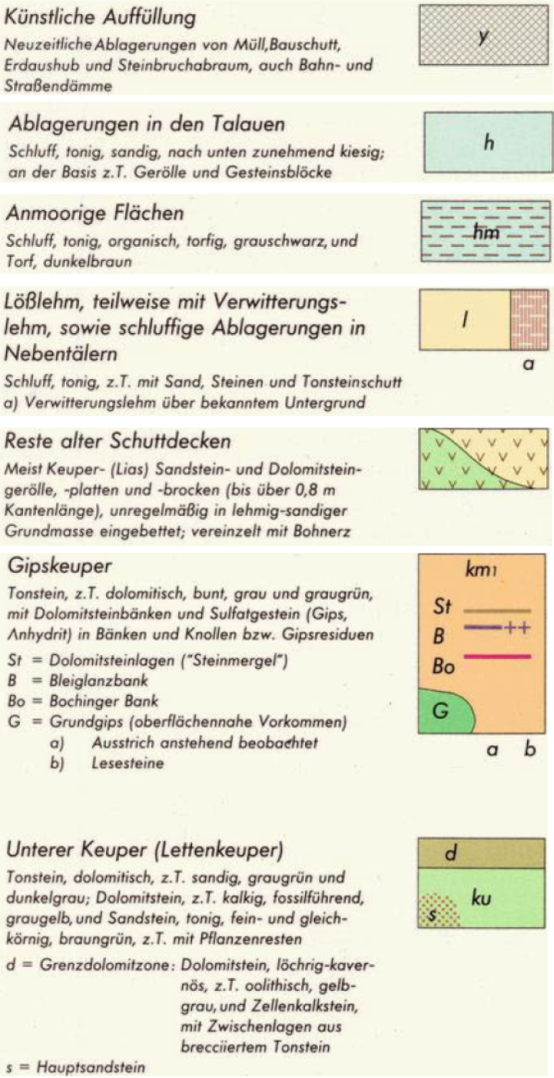 Künstliche Auffüllung
Neuzeitliche Ablagerungen von Müll, Bauschutt,
Erdaushub und Steinbruchabraum, auch Bahn- und
Straßendämme
y
Ablagerungen in den Talauen
Schluff, tonig, sandig, nach unten zunehmend kiesig;
an der Basis z.T. Gerölle und Gesteinsblöcke
h
Anmoorige Flächen
Schluff, tonig, organisch, torfig, grauschwarz, und
Torf, dunkelbraun
hm
Lößlehm, teilweise mit Verwitterungs-
lehm, sowie schluffige Ablagerungen in
Nebentälern
Schluff, tonig, z.T. mit Sand, Steinen und Tonsteinschutt
a) Verwitterungslehm über bekanntem Untergrund
l
a
Reste alter Schuttdecken
Meist Keuper- (Lias) Sandstein- und Dolomitstein-
gerölle, -platten und -brocken (bis über 0,8 m
Kantenlänge), unregelmäßig in lehmig-sandiger
Grundmasse eingebettet; vereinzelt mit Bohnerz
Gipskeuper
Tonstein, z.T. dolomitisch, bunt, grau und graugrün,
mit Dolomitsteinbänken und Sulfatgestein (Gips,
Anhydrit) in Bänken und Knollen bzw. Gipsresiduen
St = Dolomitsteinlagen ("Steinmergel")
B = Bleiglanzbank
Bo = Bochinger Bank
G = Grundgips (oberflächennahe Vorkommen)
a) Ausstrich anstehend beobachtet
b) Lesesteine
km1
St
B ++
Bo
G
a b
Unterer Keuper (Lettenkeuper)
Tonstein, dolomitisch, z.T. sandig, graugrün und
dunkelgrau; Dolomitstein, z.T. kalkig, fossilführend,
graugelb, und Sandstein, tonig, fein- und gleich-
körnig, braungrün, z.T. mit Pflanzenresten
d = Grenzdolomitzone: Dolomitstein, löchrig-kaver-
nös, z.T. oolithisch, gelb-
grau, und Zellenkalkstein,
mit Zwischenlagen aus
brecciiertem Tonstein
s = Hauptsandstein
d
ku
s